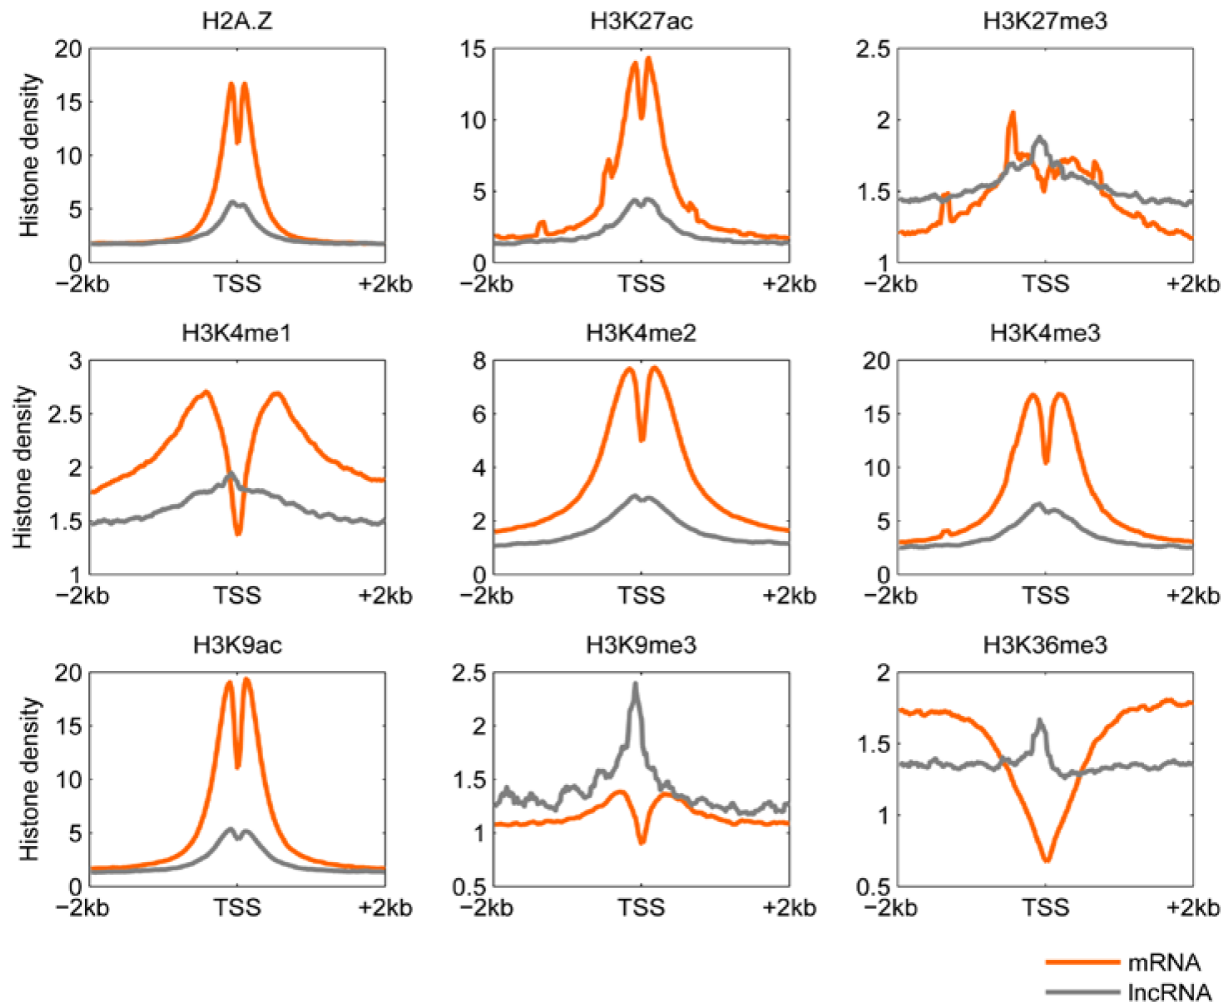 H2A.Z
H3K27ac
H3K27me3
Histone density
20
15
10
5
0
−2kb TSS +2kb
15
10
5
0
−2kb TSS +2kb
2.5
2
1.5
1
−2kb TSS +2kb
H3K4me1
H3K4me2
H3K4me3
Histone density
3
2.5
2
1.5
1
−2kb TSS +2kb
8
6
4
2
0
−2kb TSS +2kb
20
15
10
5
0
−2kb TSS +2kb
H3K9ac
H3K9me3
H3K36me3
Histone density
20
15
10
5
0
−2kb TSS +2kb
2.5
2
1.5
1
0.5
−2kb TSS +2kb
2
1.5
1
0.5
−2kb TSS +2kb
mRNA
lncRNA